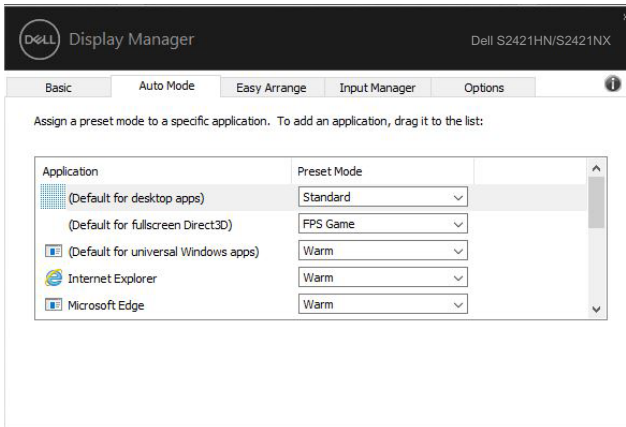 DELL Display Manager
Dell S2421HN/S2421NX
Basic Auto Mode Easy Arrange Input Manager Options
Assign a preset mode to a specific application. To add an application, drag it to the list:
Application Preset Mode
(Default for desktop apps) Standard
(Default for fullscreen Direct3D) FPS Game
(Default for universal Windows apps) Warm
Internet Explorer Warm
Microsoft Edge Warm